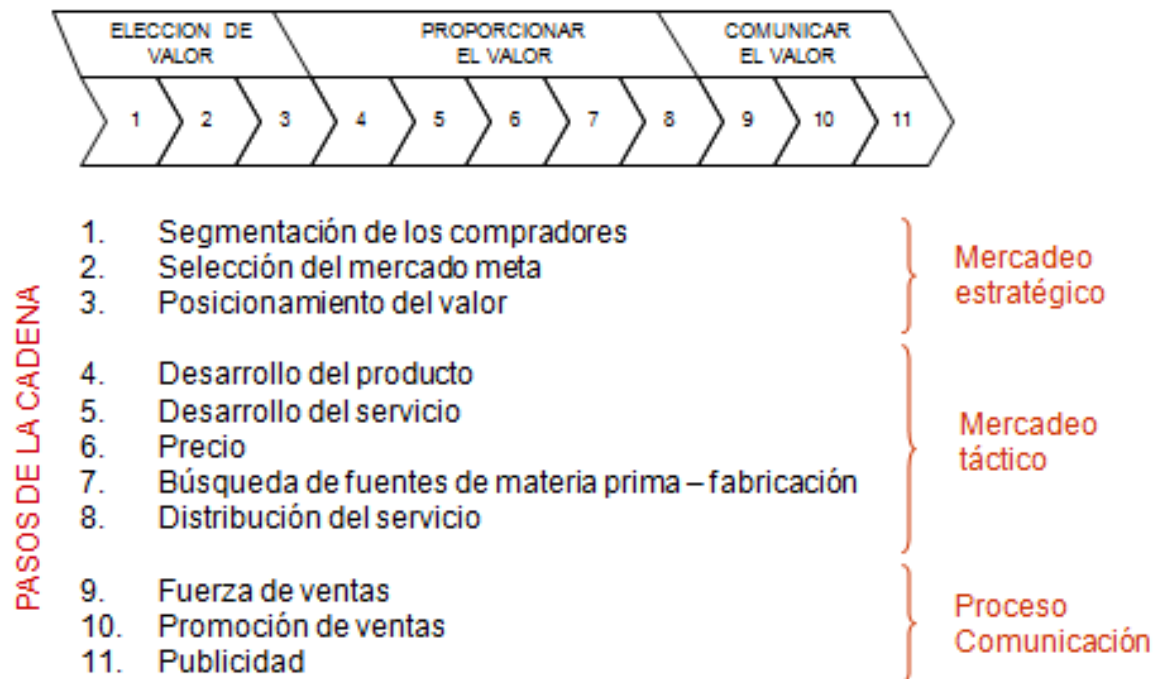 ELECCION DE
VALOR
PROPORCIONAR
EL VALOR
COMUNICAR
EL VALOR
1 2 3 4 5 6 7 8 9 10 11
PASOS DE LA CADENA
1. Segmentación de los compradores
2. Selección del mercado meta
3. Posicionamiento del valor
Mercadeo
estratégico
4. Desarrollo del producto
5. Desarrollo del servicio
6. Precio
7. Búsqueda de fuentes de materia prima – fabricación
8. Distribución del servicio
Mercadeo
táctico
9. Fuerza de ventas
10. Promoción de ventas
11. Publicidad
Proceso
Comunicación